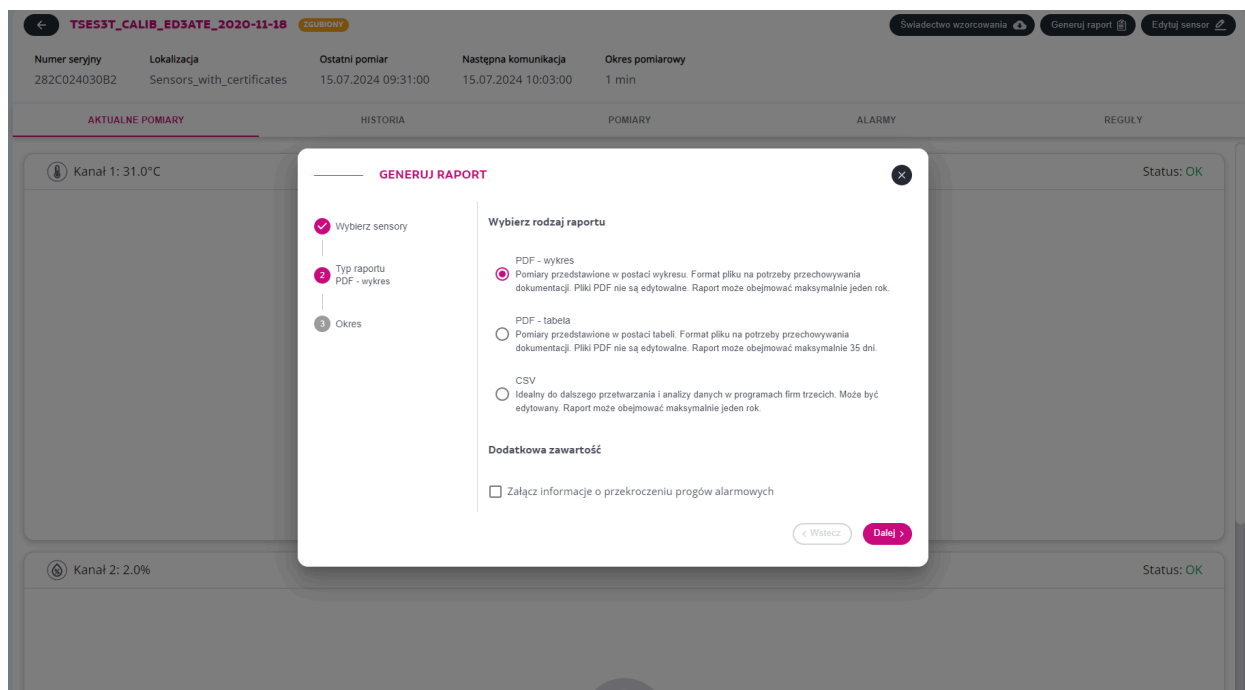 TSES3T_CALIB_ED3ATE_2020-11-18 ZGUBIONY
Świadectwo wzorcowania
Generuj raport
Edytuj sensor
Numer seryjny
Lokalizacja
Ostatni pomiar
Następna komunikacja
Okres pomiarowy
282C024030B2
Sensors_with_certificates
15.07.2024 09:31:00
15.07.2024 10:03:00
1 min
AKTUALNE POMIARY
HISTORIA
POMIARY
ALARMY
REGUŁY
Kanał 1: 31.0°C
Status: OK
GENERUJ RAPORT
Wybierz sensory
2 Typ raportu
PDF - wykres
3 Okres
Wybierz rodzaj raportu
PDF - wykres
Pomiary przedstawione w postaci wykresu. Format pliku na potrzeby przechowywania
dokumentacji. Pliki PDF nie są edytowalne. Raport może obejmować maksymalnie jeden rok.
PDF - tabela
Pomiary przedstawione w postaci tabeli. Format pliku na potrzeby przechowywania
dokumentacji. Pliki PDF nie są edytowalne. Raport może obejmować maksymalnie 35 dni.
CSV
Idealny do dalszego przetwarzania i analizy danych w programach firm trzecich. Może być
edytowany. Raport może obejmować maksymalnie jeden rok.
Dodatkowa zawartość
Załącz informacje o przekroczeniu progów alarmowych
Wstecz
Dalej
Kanał 2: 2.0%
Status: OK